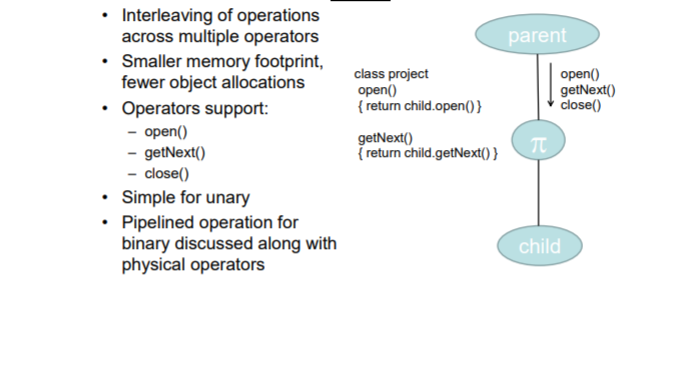 • Interleaving of operations
across multiple operators
• Smaller memory footprint,
fewer object allocations
• Operators support:
– open()
– getNext()
– close()
• Simple for unary
• Pipelined operation for
binary discussed along with
physical operators
class project
open()
{ return child.open() }
getNext()
{ return child.getNext() }
parent
open()
getNext()
close()
π
child